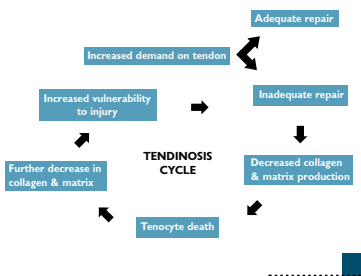 Adequate repair
Increased demand on tendon
Increased vulnerability
to injury
Inadequate repair
TENDINOSIS
CYCLE
Decreased collagen
& matrix production
Further decrease in
collagen & matrix
Tenocyte death